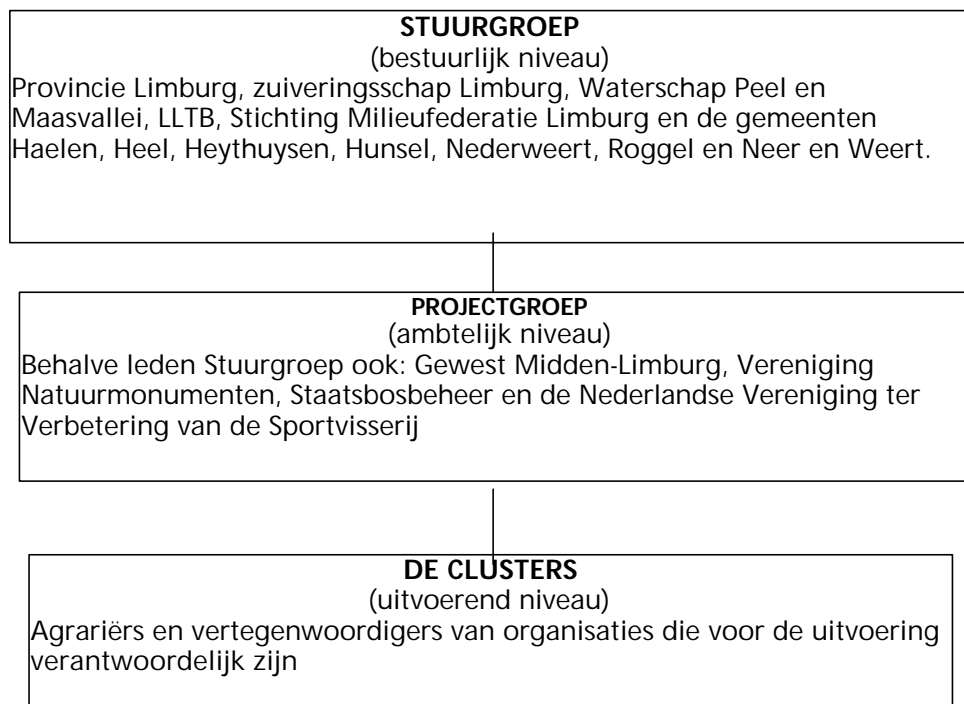 STUURGROEP
(bestuurlijk niveau)
Provincie Limburg, zuiveringsschap Limburg, Waterschap Peel en
Maasvallei, LLTB, Stichting Milieufederatie Limburg en de gemeenten
Haelen, Heel, Heythuysen, Hunsel, Nederweert, Roggel en Neer en Weert.
PROJECTGROEP
(ambtelijk niveau)
Behalve leden Stuurgroep ook: Gewest Midden-Limburg, Vereniging
Natuurmonumenten, Staatsbosbeheer en de Nederlandse Vereniging ter
Verbetering van de Sportvisserij
DE CLUSTERS
(uitvoerend niveau)
Agrariërs en vertegenwoordigers van organisaties die voor de uitvoering
verantwoordelijk zijn